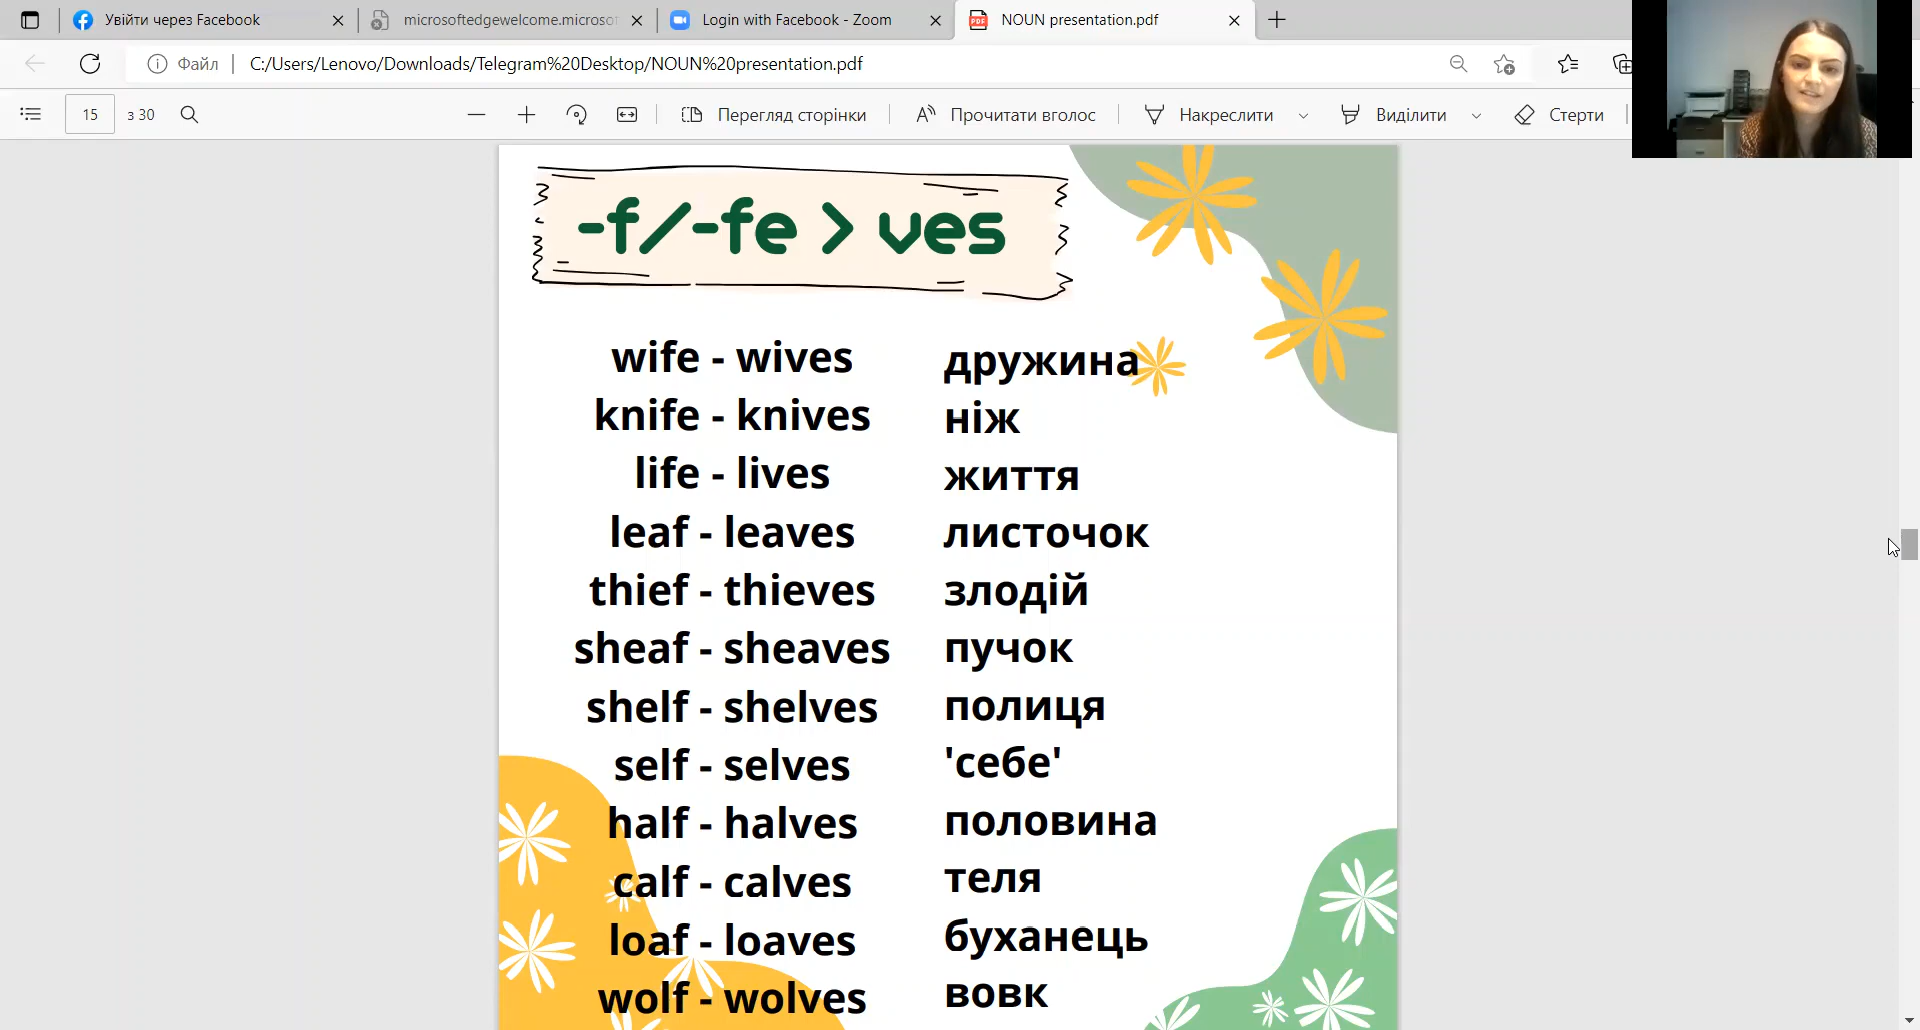 Увійти через Facebook
microsoftedgewelcome.microsof
Login with Facebook - Zoom
NOUN presentation.pdf
Файл
C:/Users/Lenovo/Downloads/Telegram%20Desktop/NOUN%20presentation.pdf
15 з 30
Перегляд сторінки
Прочитати вголос
Накреслити
Виділити
Стерти
-f/-fe > ves
wife - wives дружина
knife - knives ніж
life - lives життя
leaf - leaves листочок
thief - thieves злодій
sheaf - sheaves пучок
shelf - shelves полиця
self - selves 'себе'
half - halves половина
calf - calves теля
loaf - loaves буханець
wolf - wolves вовк